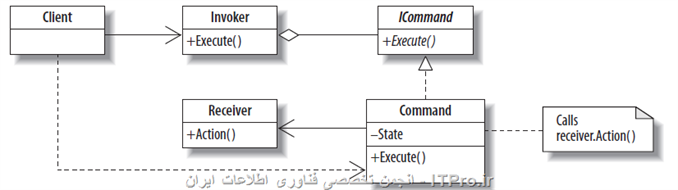 Client
Invoker
+Execute()
ICommand
+Execute()
Receiver
+Action()
Command
–State
+Execute()
Calls
receiver.Action()
ITPro.ir – انجمن تخصصی فناوری اطلاعات ایران